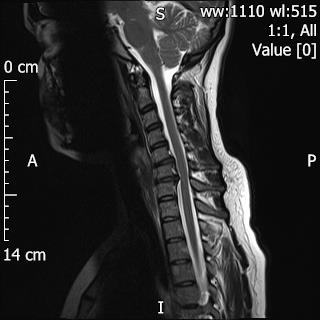 S
ww:1110 wl:515
1:1, All
Value [0]
0 cm
A
P
14 cm
I